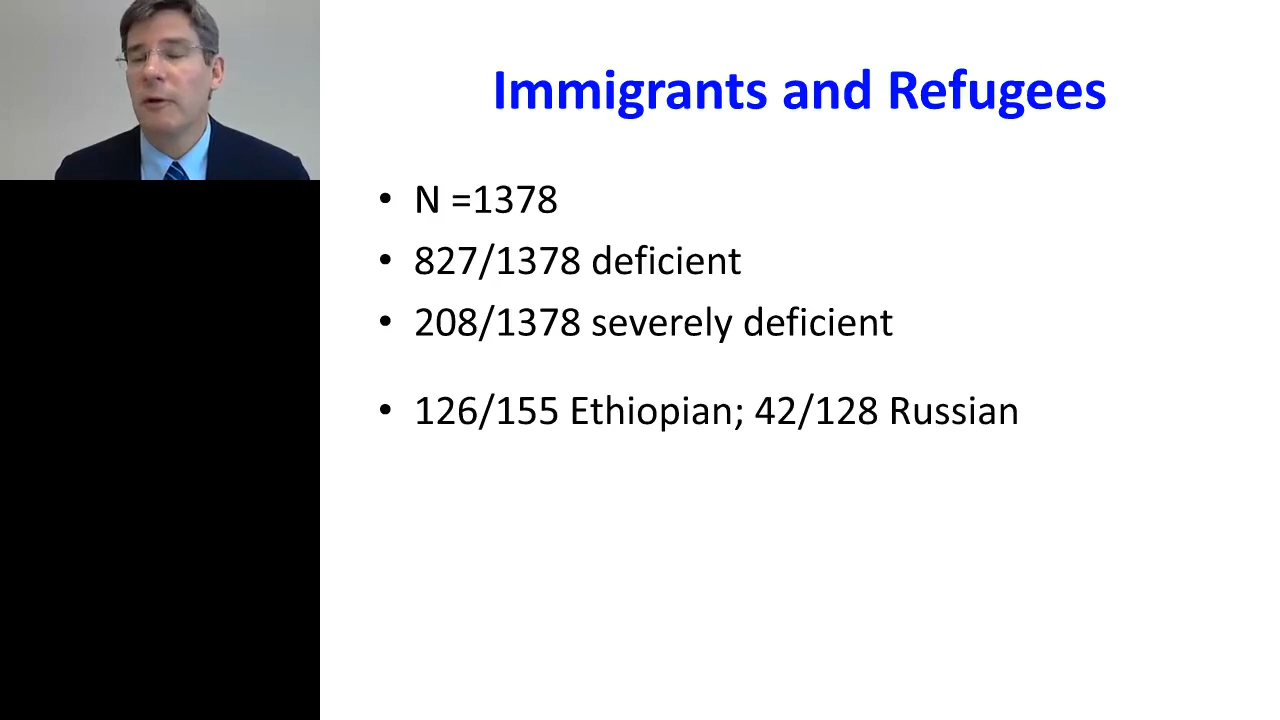 Immigrants and Refugees
• N =1378
• 827/1378 deficient
• 208/1378 severely deficient
• 126/155 Ethiopian; 42/128 Russian